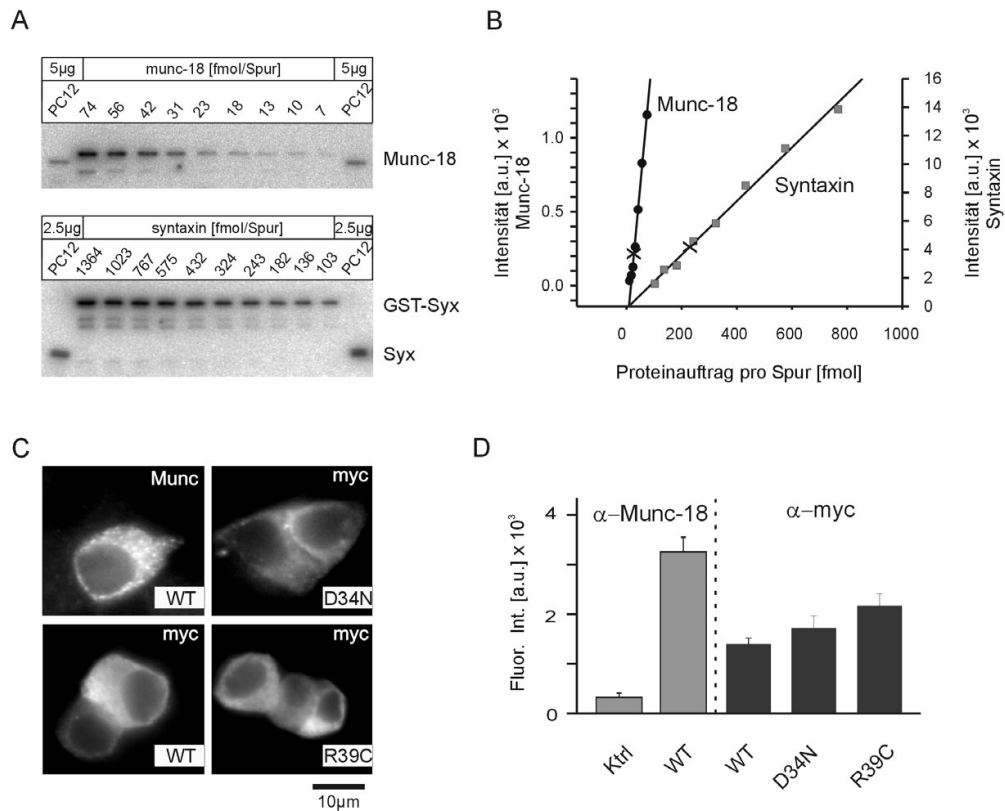 A
5µg munc-18 [fmol/Spur] 5µg
PC12 74 56 42 31 23 18 13 10 7 PC12
Munc-18
2.5µg syntaxin [fmol/Spur] 2.5µg
PC12 1364 1023 767 575 432 324 243 182 136 103 PC12
GST-Syx
Syx
B
Intensität [a.u.] x 10³
Munc-18
1.0
0.5
0.0
Munc-18
Syntaxin
16
14
12
10
8
6
4
2
0
Intensität [a.u.] x 10³
Syntaxin
0 200 400 600 800 1000
Proteinauftrag pro Spur [fmol]
C
Munc
WT
myc
D34N
myc
WT
myc
R39C
10µm
D
Fluor. Int. [a.u.] x 10³
4
2
0
α–Munc-18
α–myc
Ktrl WT WT D34N R39C